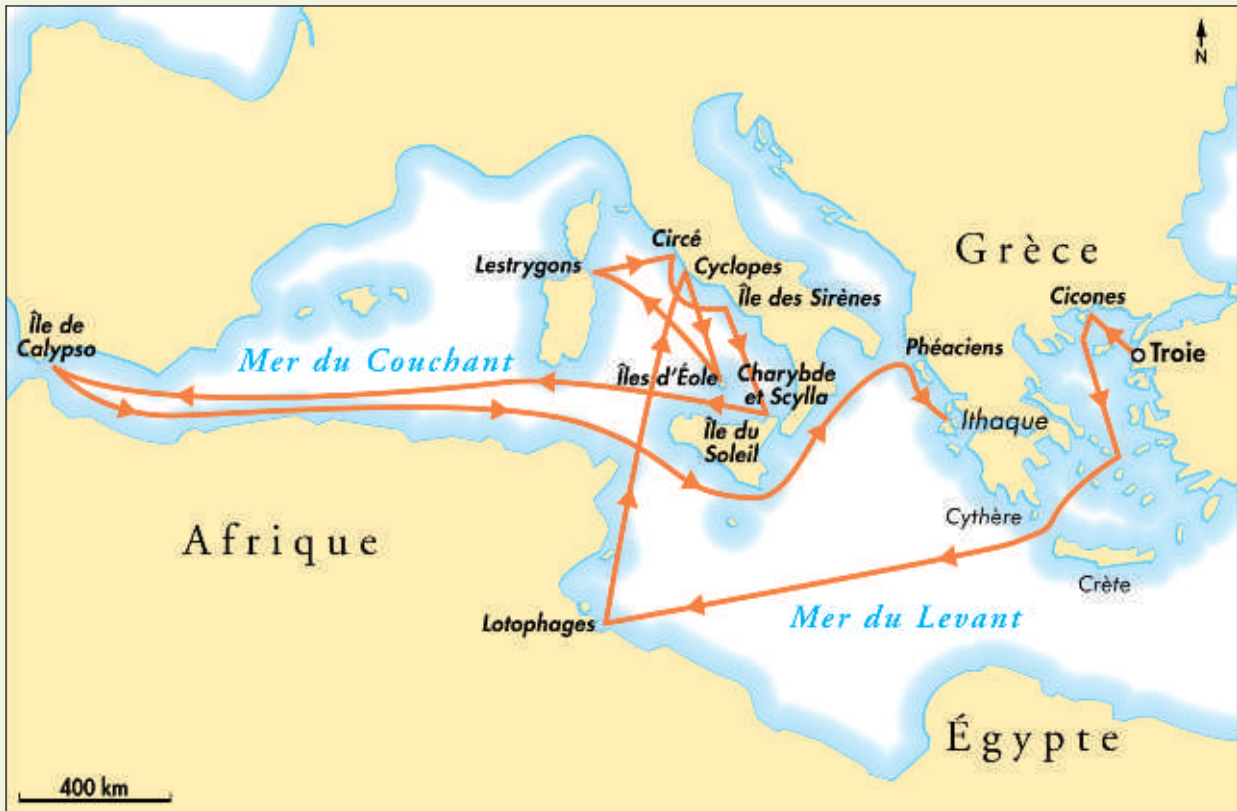 N
Circé
Grèce
Lestrygons
Cyclopes
Île des Sirènes
Cicones
Île de
Calypso
Phéaciens
Troie
Mer du Couchant
Îles d'Éole
Charybde
et Scylla
Ithaque
Île du
Soleil
Cythère
Afrique
Crète
Lotophages
Mer du Levant
Égypte
400 km